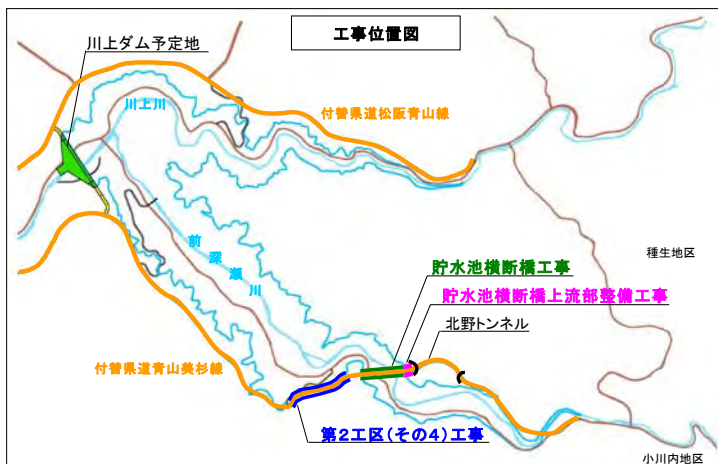 工事位置図
川上ダム予定地
付替県道松阪青山線
川上川
前深瀬川
種生地区
貯水池横断橋工事
貯水池横断橋上流部整備工事
北野トンネル
付替県道青山美杉線
第2工区(その4)工事
小川内地区